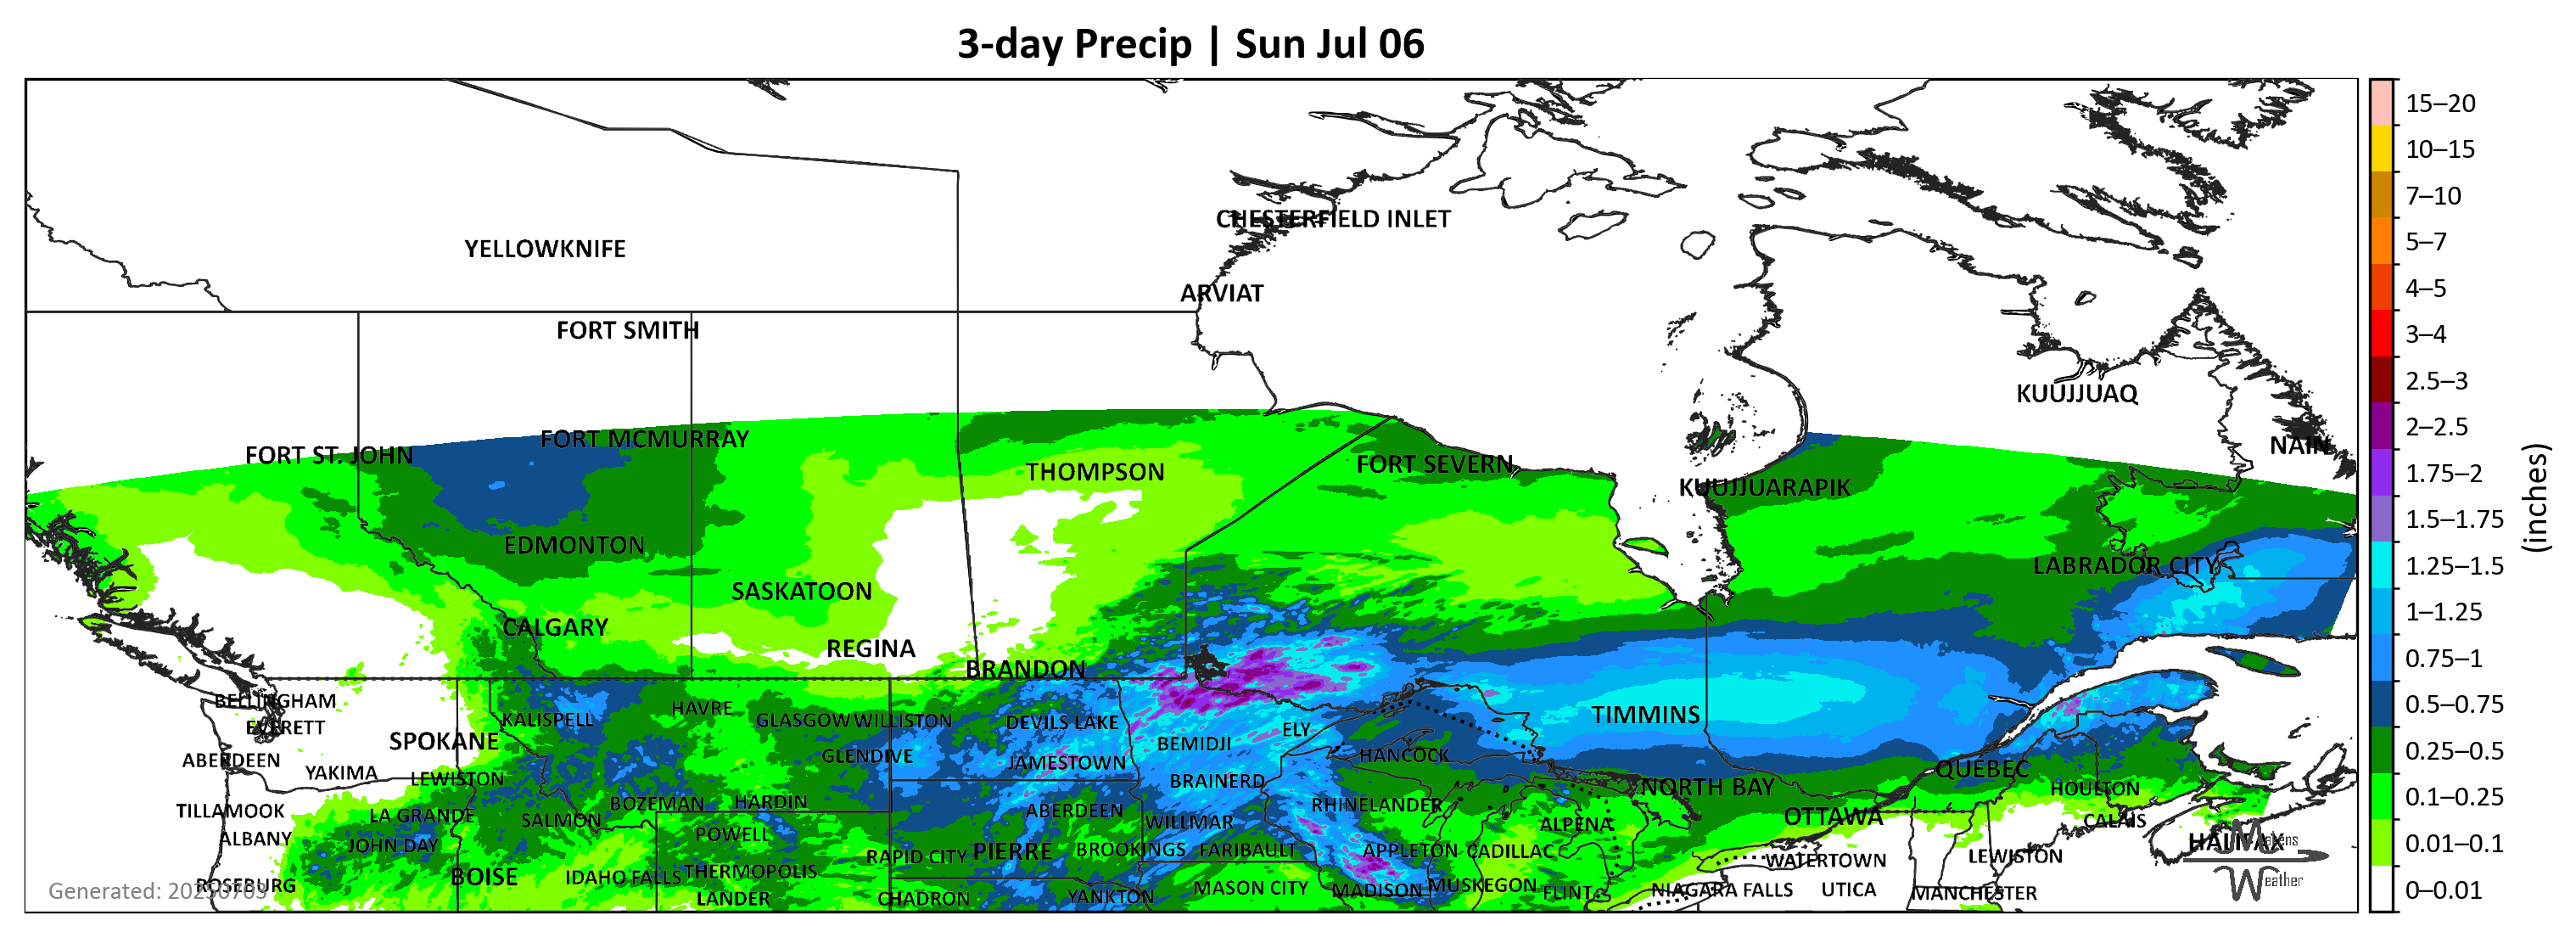 3-day Precip | Sun Jul 06
CHESTERFIELD INLET
YELLOWKNIFE
ARVIAT
FORT SMITH
KUUJJUAQ
FORT MCMURRAY
NAIN
FORT ST. JOHN
THOMPSON
FORT SEVERN
KUUJJUARAPIK
EDMONTON
LABRADOR CITY
SASKATOON
CALGARY
REGINA
BRANDON
BELLINGHAM
HAVRE
KALISPELL
GLASGOW
WILLISTON
DEVILS LAKE
TIMMINS
EVERETT
ELY
SPOKANE
BEMIDJI
GLENDIVE
HANCOCK
ABERDEEN
JAMESTOWN
QUÉBEC
YAKIMA
LEWISTON
BRAINERD
NORTH BAY
HOULTON
BOZEMAN
HARDIN
RHINELANDER
TILLAMOOK
ABERDEEN
LA GRANDE
SALMON
WILLMAR
OTTAWA
CALAIS
ALPENA
POWELL
ALBANY
JOHN DAY
HALIFAX
Makens
RAPID CITY
PIERRE
BROOKINGS
FARIBAULT
APPLETON
CADILLAC
WATERTOWN
LEWISTON
THERMOPOLIS
BOISE
IDAHO FALLS
Weather
ROSEBURG
MASON CITY
MADISON
MUSKEGON
FLINT
NIAGARA FALLS
UTICA
MANCHESTER
LANDER
CHADRON
YANKTON
Generated: 20250703
15–20
10–15
7–10
5–7
4–5
3–4
2.5–3
2–2.5
1.75–2
1.5–1.75
1.25–1.5
1–1.25
0.75–1
0.5–0.75
0.25–0.5
0.1–0.25
0.01–0.1
0–0.01
(inches)